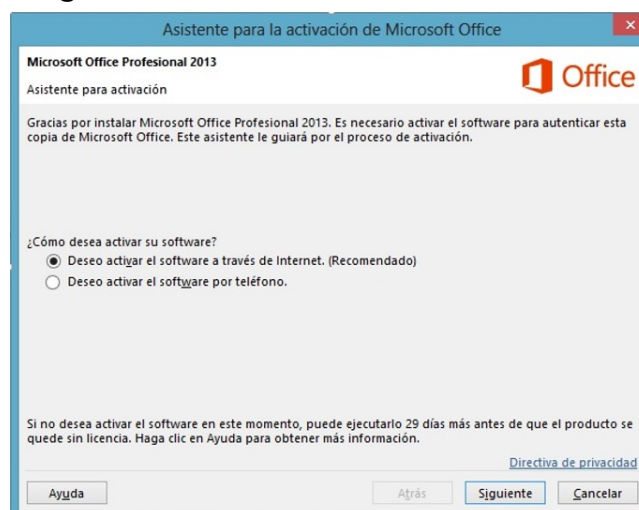 Asistente para la activación de Microsoft Office
×
Microsoft Office Profesional 2013
Asistente para activación
Office
Gracias por instalar Microsoft Office Profesional 2013. Es necesario activar el software para autenticar esta
copia de Microsoft Office. Este asistente le guiará por el proceso de activación.
¿Cómo desea activar su software?
Deseo activar el software a través de Internet. (Recomendado)
Deseo activar el software por teléfono.
Si no desea activar el software en este momento, puede ejecutarlo 29 días más antes de que el producto se
quede sin licencia. Haga clic en Ayuda para obtener más información.
Directiva de privacidad
Ayuda
Atrás
Siguiente
Cancelar